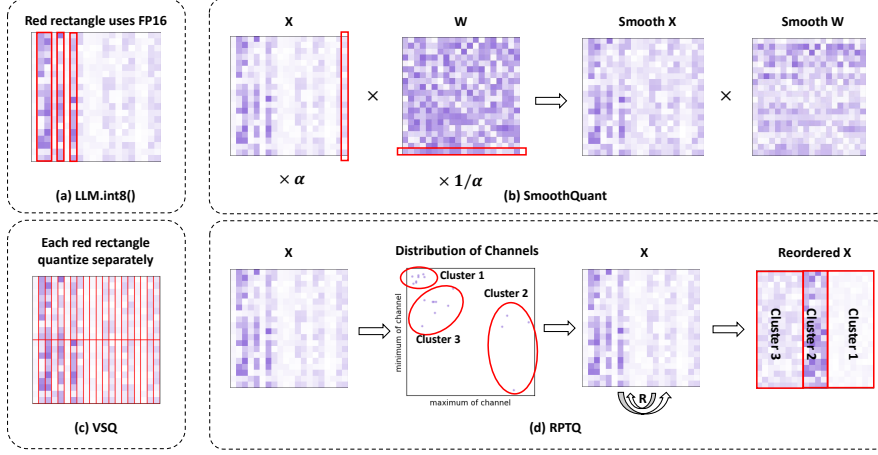 Red rectangle uses FP16
(a) LLM.int8()
X
W
Smooth X
Smooth W
×
×
× α
× 1/α
(b) SmoothQuant
Each red rectangle
quantize separately
(c) VSQ
X
Distribution of Channels
X
Reordered X
Cluster 1
Cluster 2
Cluster 3
minimum of channel
maximum of channel
R
Cluster 3
Cluster 2
Cluster 1
(d) RPTQ